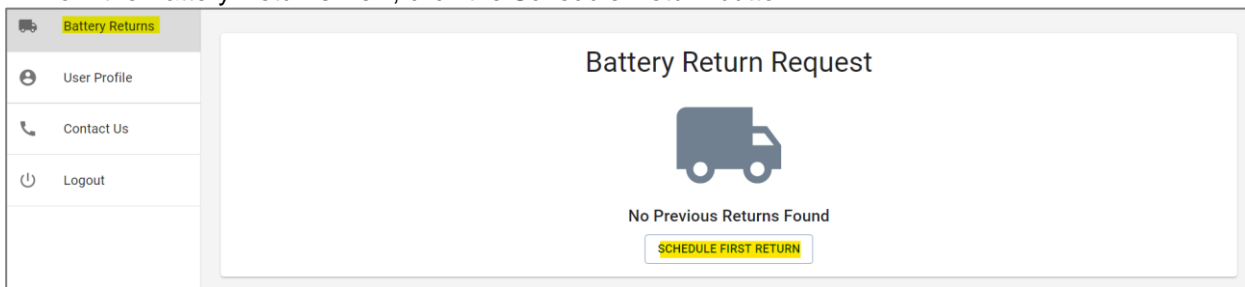 Battery Returns
User Profile
Contact Us
Logout
Battery Return Request
No Previous Returns Found
SCHEDULE FIRST RETURN